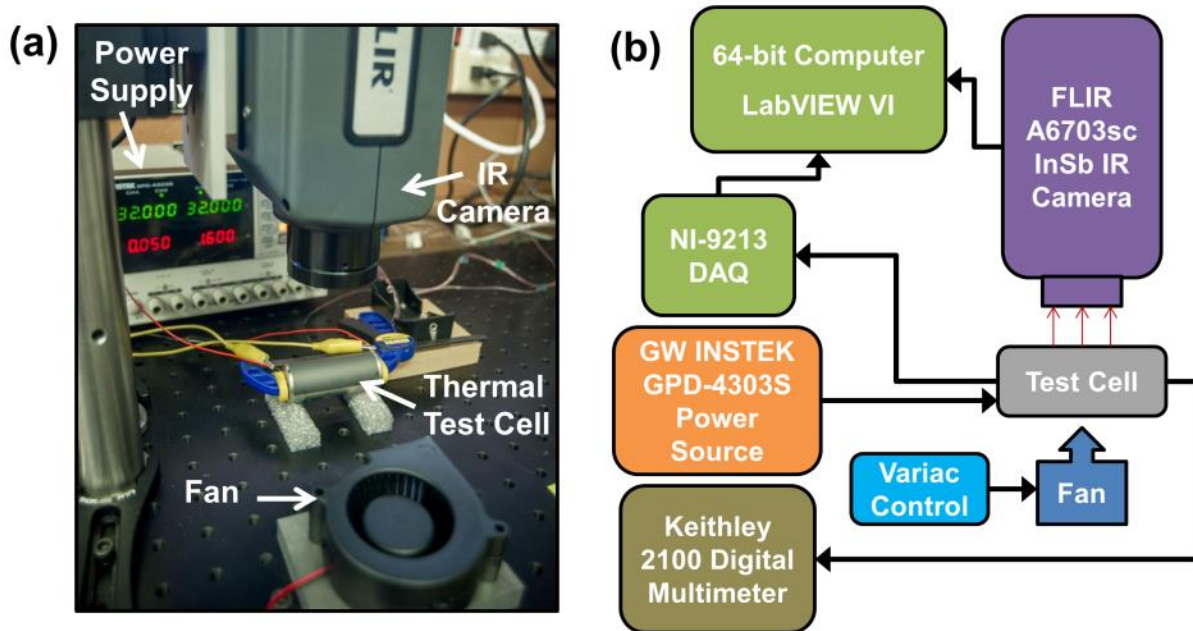 (a)
Power
Supply
FLIR
IR
Camera
32.000 32.000
0.050 1.600
Thermal
Test Cell
Fan
(b)
64-bit Computer
LabVIEW VI
FLIR
A6703sc
InSb IR
Camera
NI-9213
DAQ
GW INSTEK
GPD-4303S
Power
Source
Test Cell
Variac
Control
Fan
Keithley
2100 Digital
Multimeter